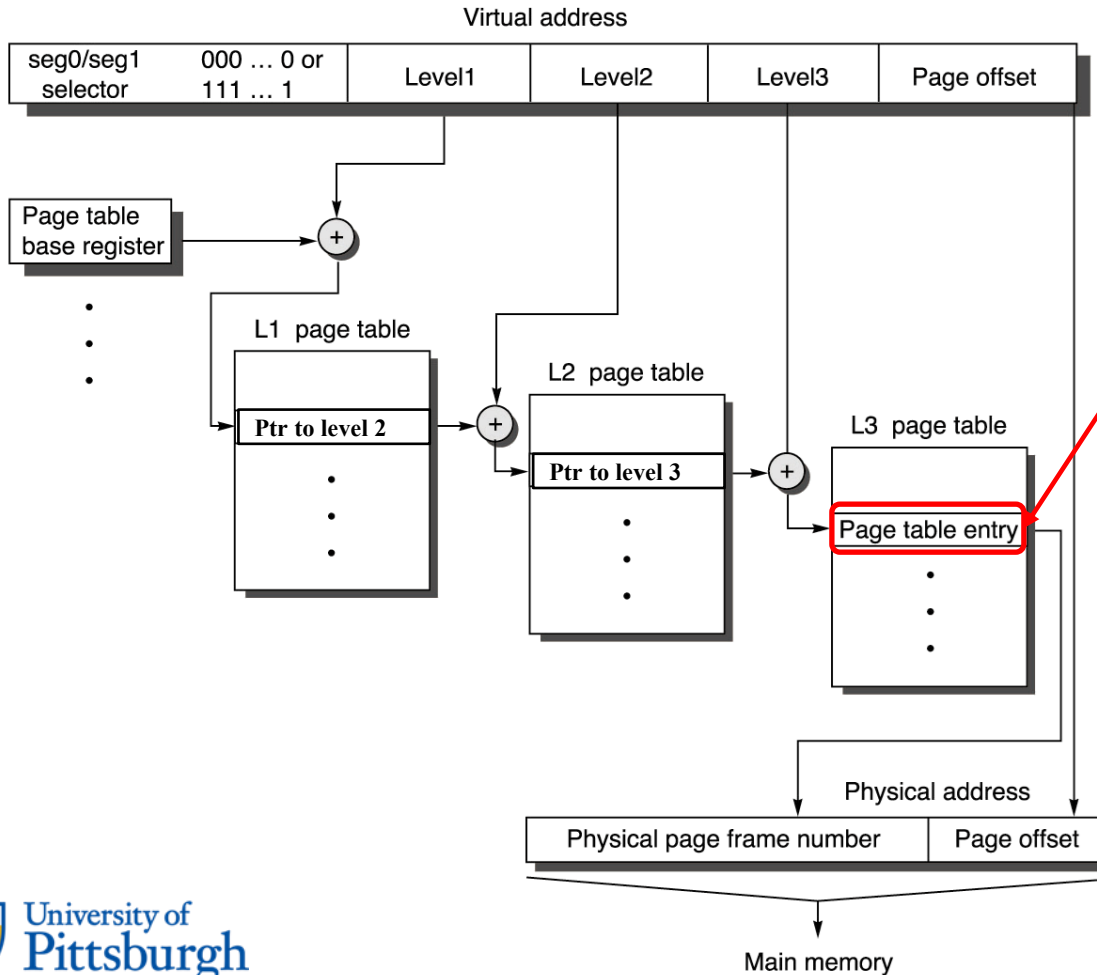 Virtual address
seg0/seg1 000 ... 0 or
selector 111 ... 1
Level1
Level2
Level3
Page offset
Page table
base register
+
L1 page table
L2 page table
L3 page table
Ptr to level 2
+
Ptr to level 3
+
Page table entry
Physical address
Physical page frame number
Page offset
University of
Pittsburgh
Main memory